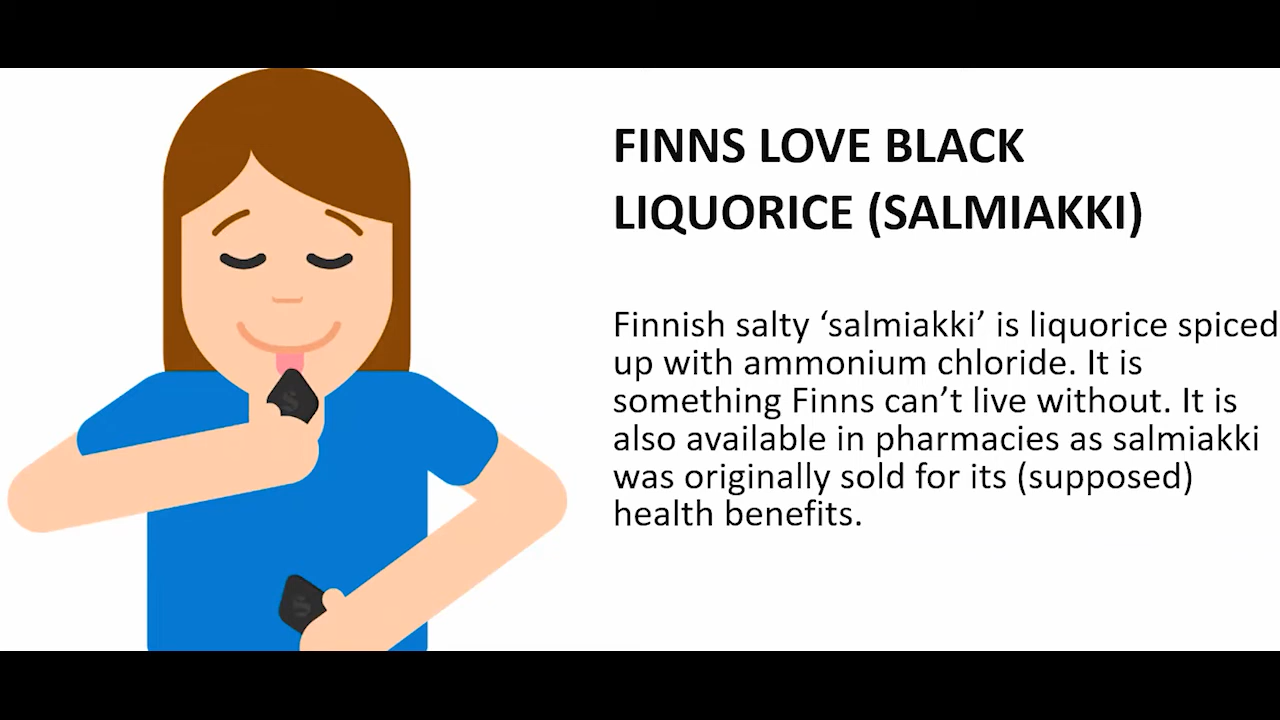 FINNS LOVE BLACK
LIQUORICE (SALMIAKKI)
Finnish salty ‘salmiakki’ is liquorice spiced
up with ammonium chloride. It is
something Finns can’t live without. It is
also available in pharmacies as salmiakki
was originally sold for its (supposed)
health benefits.
S
S